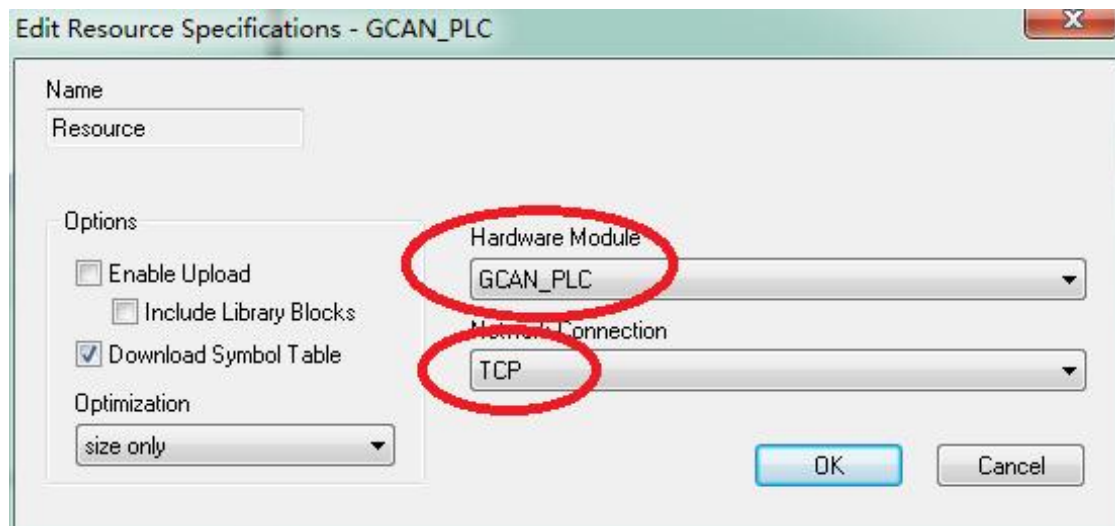 Edit Resource Specifications - GCAN_PLC
Name
Resource
Options
Enable Upload
Include Library Blocks
Download Symbol Table
Optimization
size only
Hardware Module
GCAN_PLC
Network Connection
TCP
OK
Cancel